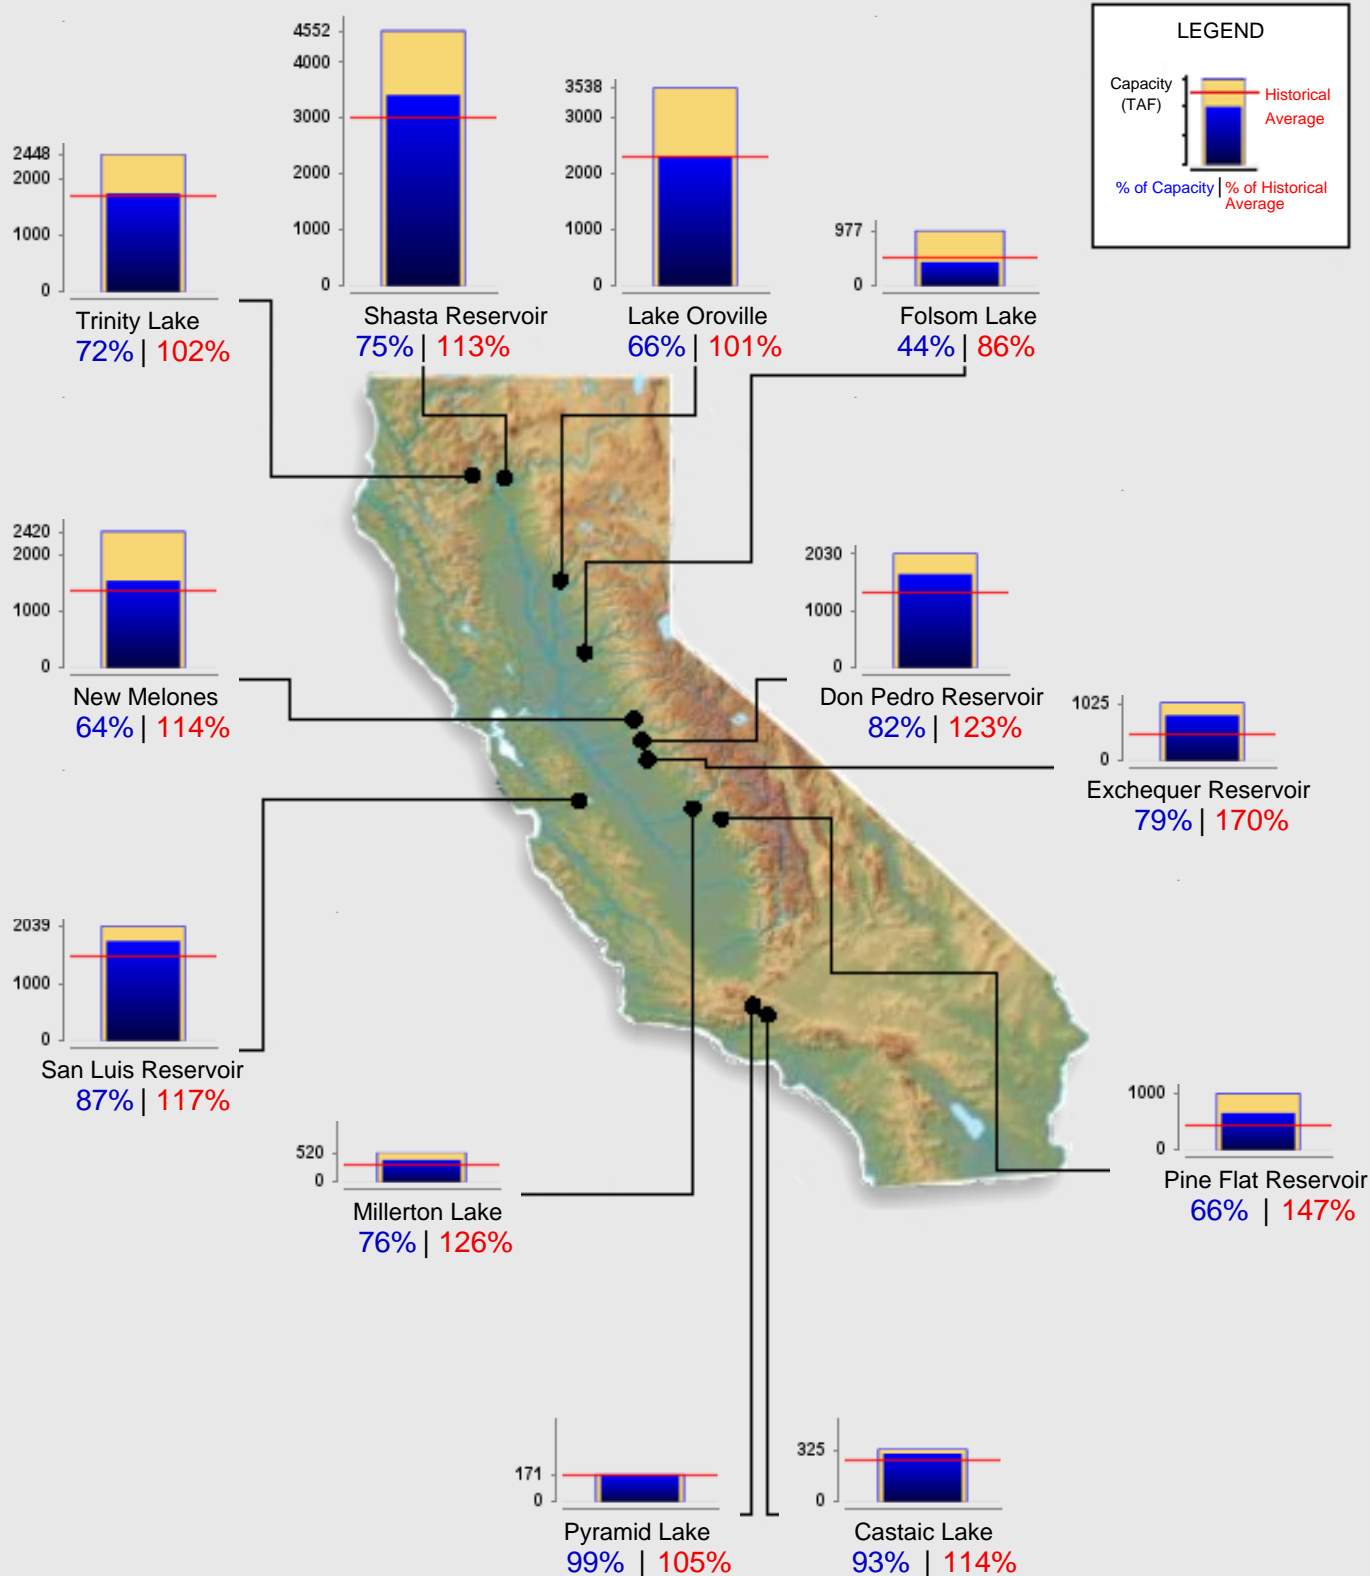 LEGEND
Capacity
(TAF)
Historical
Average
% of Capacity | % of Historical
Average
4552
4000
3000
2000
1000
0
Shasta Reservoir
75% | 113%
3538
3000
2000
1000
0
Lake Oroville
66% | 101%
2448
2000
1000
0
Trinity Lake
72% | 102%
977
0
Folsom Lake
44% | 86%
2420
2000
1000
0
New Melones
64% | 114%
2030
1000
0
Don Pedro Reservoir
82% | 123%
1025
0
Exchequer Reservoir
79% | 170%
2039
1000
0
San Luis Reservoir
87% | 117%
520
0
Millerton Lake
76% | 126%
1000
0
Pine Flat Reservoir
66% | 147%
171
0
Pyramid Lake
99% | 105%
325
0
Castaic Lake
93% | 114%